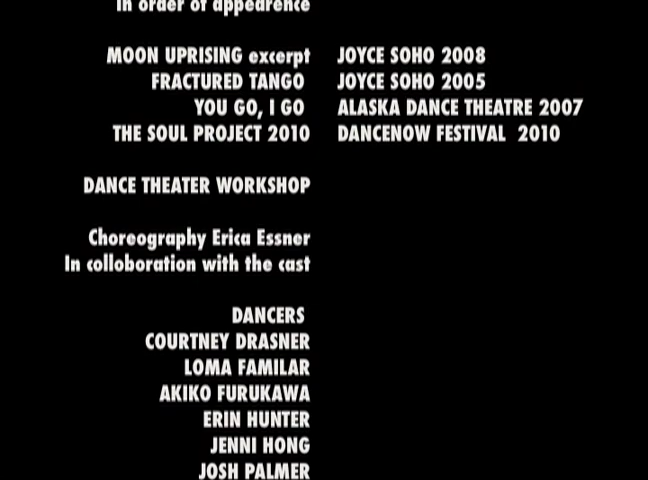 In order of appearence
MOON UPRISING excerpt JOYCE SOHO 2008
FRACTURED TANGO JOYCE SOHO 2005
YOU GO, I GO ALASKA DANCE THEATRE 2007
THE SOUL PROJECT 2010 DANCENOW FESTIVAL 2010
DANCE THEATER WORKSHOP
Choreography Erica Essner
In colloboration with the cast
DANCERS
COURTNEY DRASNER
LOMA FAMILAR
AKIKO FURUKAWA
ERIN HUNTER
JENNI HONG
JOSH PALMER